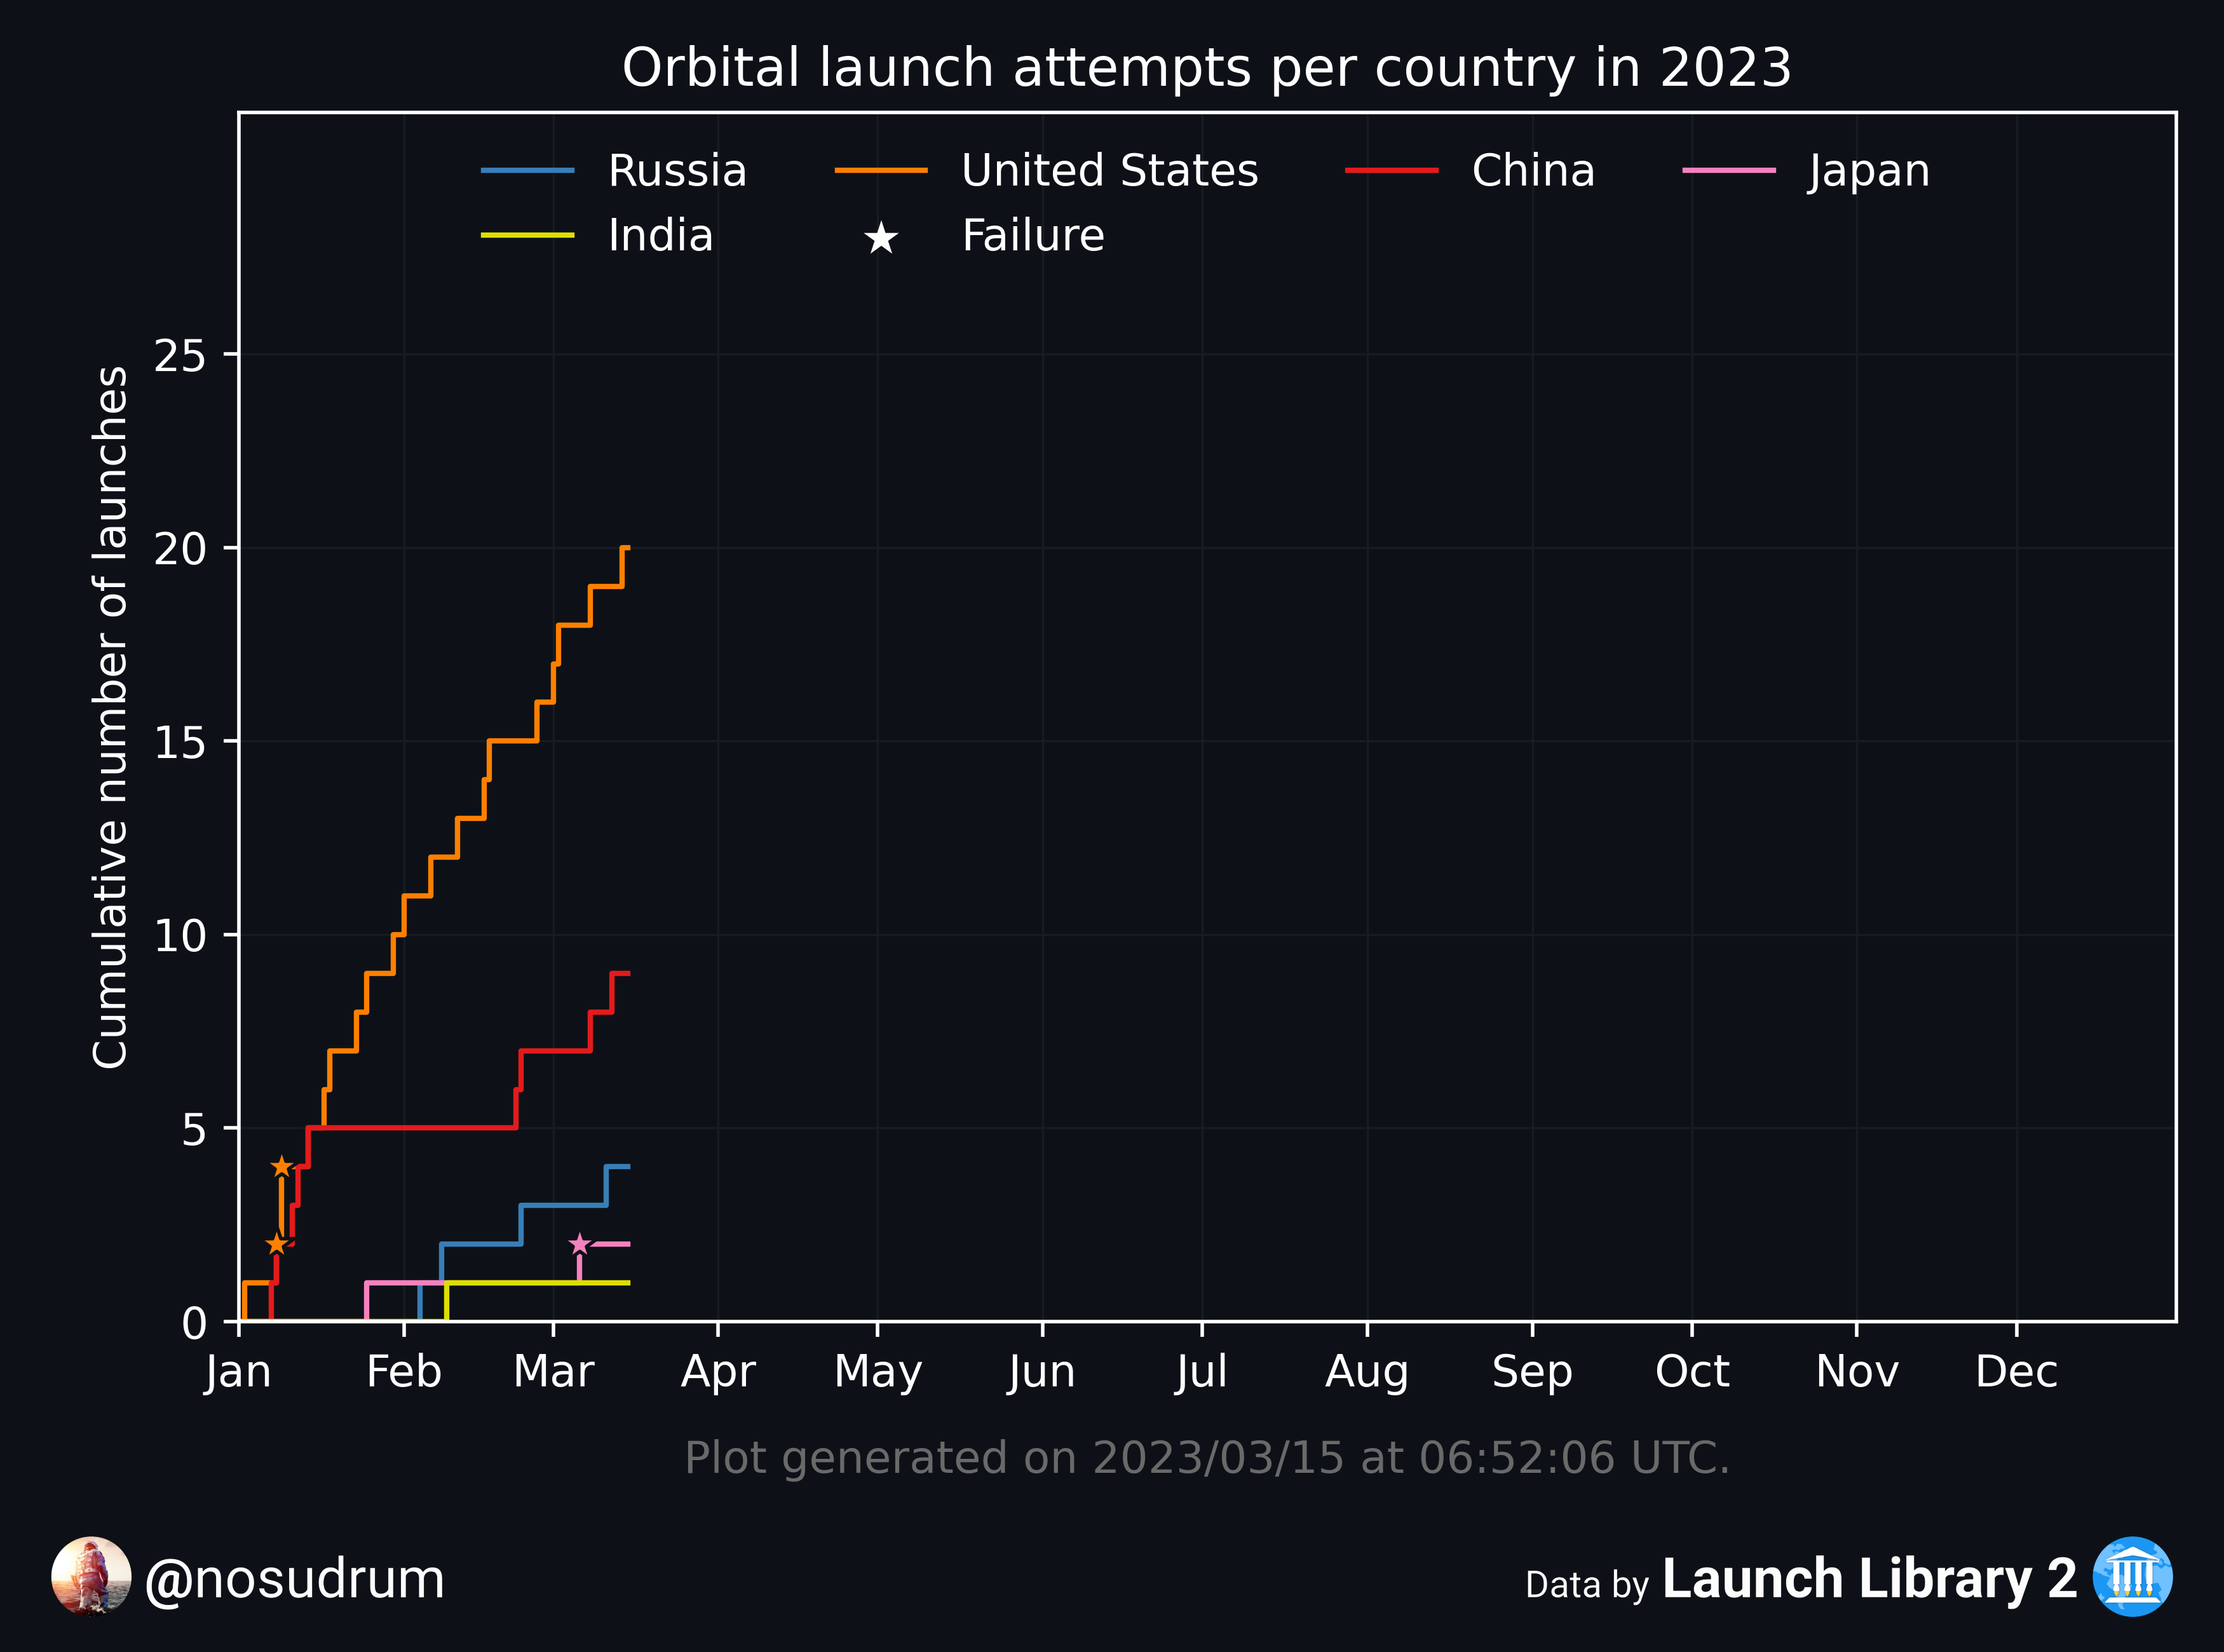 Orbital launch attempts per country in 2023
Russia United States China Japan
India Failure
Cumulative number of launches
25
20
15
10
5
0
Jan Feb Mar Apr May Jun Jul Aug Sep Oct Nov Dec
Plot generated on 2023/03/15 at 06:52:06 UTC.
@nosudrum
Data by Launch Library 2